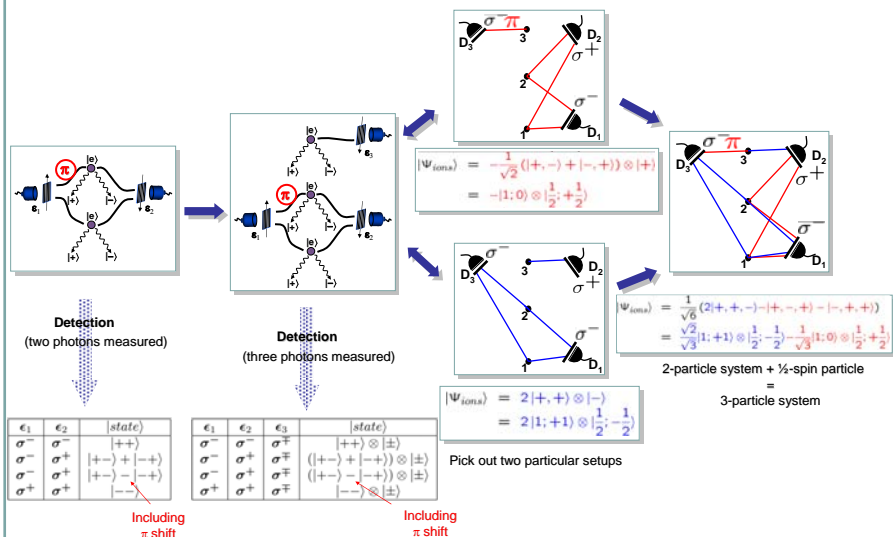 σ⁻ π
D₃
3
D₂
σ⁺
2
σ⁻
1
D₁
|e⟩
π
|+⟩
|−⟩
ε₁
ε₂
|e⟩
|+⟩
|−⟩
|e⟩
|+⟩
|−⟩
ε₃
π
|e⟩
|+⟩
|−⟩
ε₁
ε₂
|e⟩
|+⟩
|−⟩
|Ψ_ions⟩ = −1/√2 (|+,−⟩ + |−,+⟩) ⊗ |+⟩
= −|1;0⟩ ⊗ |1/2;+1/2⟩
σ⁻ π
D₃
3
D₂
σ⁺
2
σ⁻
1
D₁
σ⁻
D₃
3
D₂
σ⁺
2
σ⁻
1
D₁
|Ψ_ions⟩ = 1/√6 (2|+,+,−⟩−|+,−,+⟩ − |−,+,+⟩)
= √2/√3 |1;+1⟩ ⊗ |1/2;−1/2⟩ − 1/√3 |1;0⟩ ⊗ |1/2;+1/2⟩
2-particle system + ½-spin particle
=
3-particle system
Detection
(two photons measured)
Detection
(three photons measured)
|Ψ_ions⟩ = 2|+,+⟩ ⊗ |−⟩
= 2|1;+1⟩ ⊗ |1/2;−1/2⟩
Pick out two particular setups
ε₁ ε₂ |state⟩
σ⁻ σ⁻ |++⟩
σ⁻ σ⁺ |+−⟩ + |−+⟩
σ⁻ σ⁺ |+−⟩ − |−+⟩
σ⁺ σ⁺ |−−⟩
Including
π shift
ε₁ ε₂ ε₃ |state⟩
σ⁻ σ⁻ σ∓ |++⟩ ⊗ |±⟩
σ⁻ σ⁺ σ∓ (|+−⟩ + |−+⟩) ⊗ |±⟩
σ⁻ σ⁺ σ∓ (|+−⟩ − |−+⟩) ⊗ |±⟩
σ⁺ σ⁺ σ∓ |−−⟩ ⊗ |±⟩
Including
π shift